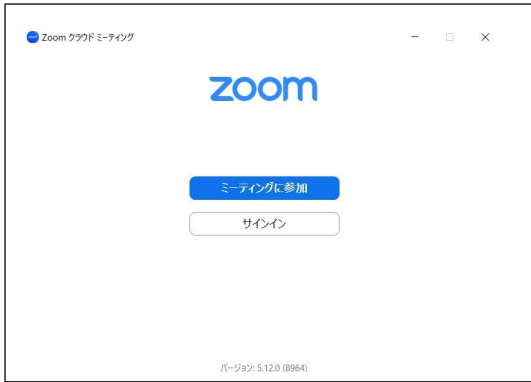 Zoom クラウド ミーティング
zoom
ミーティングに参加
サインイン
バージョン: 5.12.0 (8964)